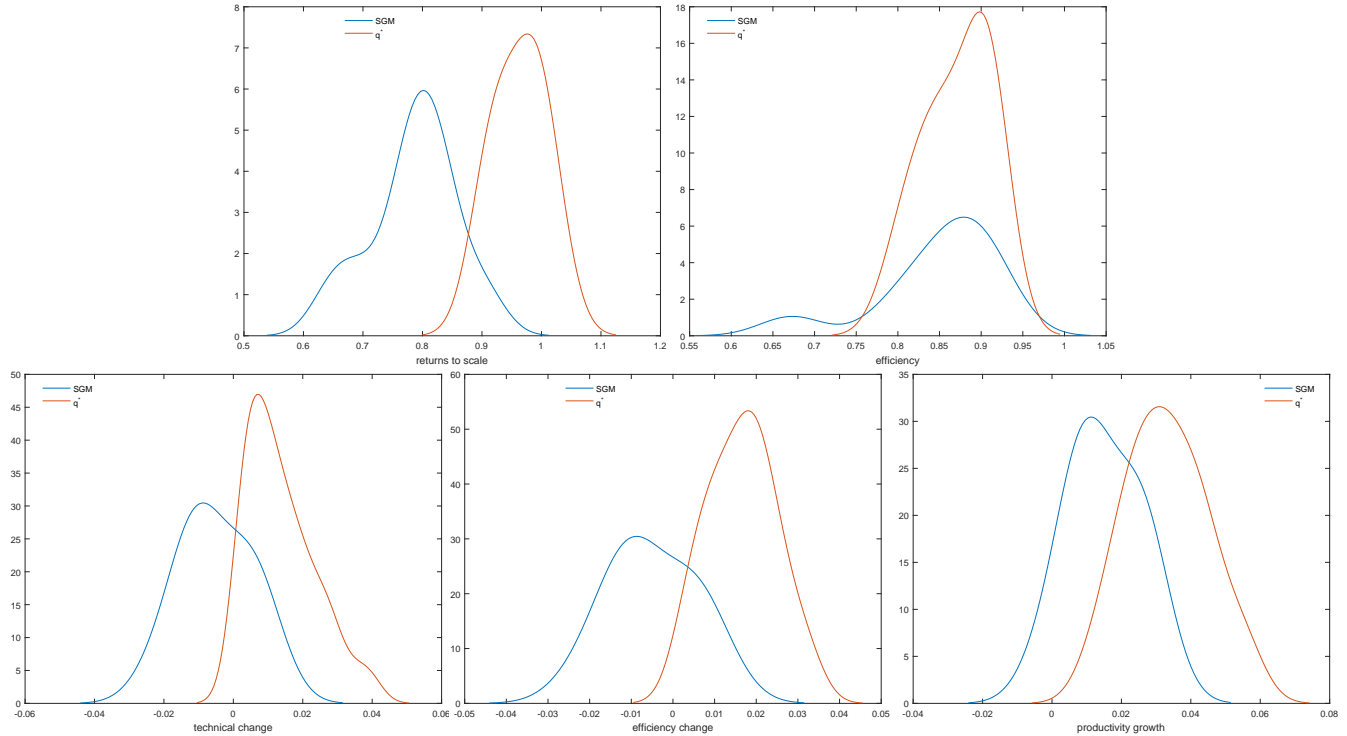 8
7
6
5
4
3
2
1
0
SGM
q*
0.5 0.6 0.7 0.8 0.9 1 1.1 1.2
returns to scale
18
16
14
12
10
8
6
4
2
0
SGM
q*
0.55 0.6 0.65 0.7 0.75 0.8 0.85 0.9 0.95 1 1.05
efficiency
50
45
40
35
30
25
20
15
10
5
0
SGM
q*
-0.06 -0.04 -0.02 0 0.02 0.04 0.06
technical change
60
50
40
30
20
10
0
SGM
q*
-0.05 -0.04 -0.03 -0.02 -0.01 0 0.01 0.02 0.03 0.04 0.05
efficiency change
35
30
25
20
15
10
5
0
SGM
q*
-0.04 -0.02 0 0.02 0.04 0.06 0.08
productivity growth